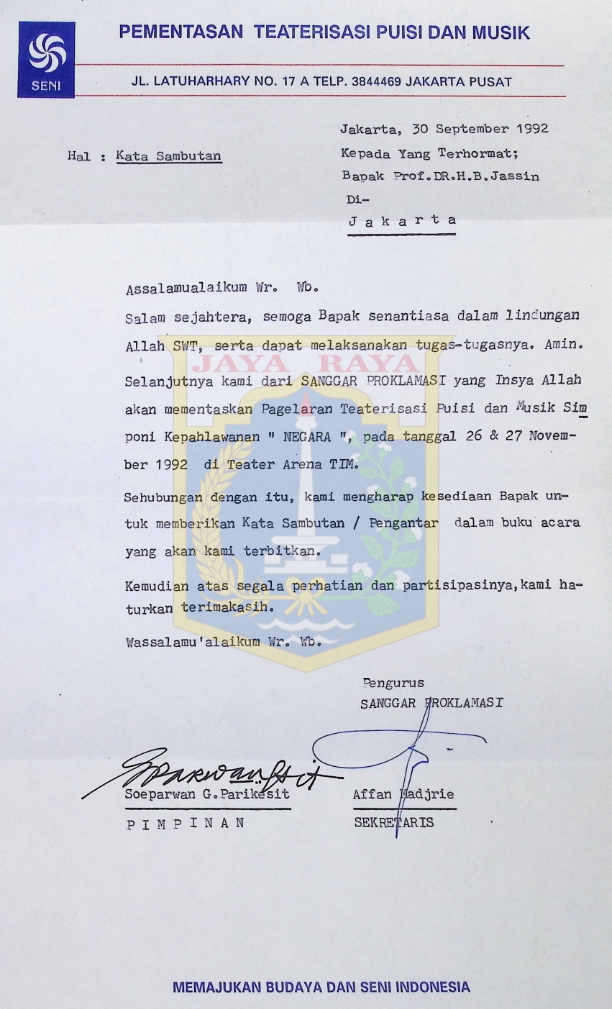 PEMENTASAN TEATERISASI PUISI DAN MUSIK
SENI
JL. LATUHARHARY NO. 17 A TELP. 3844469 JAKARTA PUSAT
Jakarta, 30 September 1992
Hal : Kata Sambutan
Kepada Yang Terhormat;
Bapak Prof.DR.H.B.Jassin
Di-
J a k a r t a
Assalamualaikum Wr. Wb.
Salam sejahtera, semoga Bapak senantiasa dalam lindungan
Allah SWT, serta dapat melaksanakan tugas-tugasnya. Amin.
JAYA RAYA
Selanjutnya kami dari SANGGAR PROKLAMASI yang Insya Allah
akan mementaskan Pagelaran Teaterisasi Puisi dan Musik Sim
poni Kepahlawanan " NEGARA ", pada tanggal 26 & 27 Novem-
ber 1992 di Teater Arena TIM.
Sehubungan dengan itu, kami mengharap kesediaan Bapak un-
tuk memberikan Kata Sambutan / Pengantar dalam buku acara
yang akan kami terbitkan.
Kemudian atas segala perhatian dan partisipasinya,kami ha-
turkan terimakasih.
Wassalamu'alaikum Wr. Wb.
Pengurus
SANGGAR PROKLAMASI
Soeparwan G.Parikesit
Affan Madjrie
P I M P I N A N
SEKRETARIS
MEMAJUKAN BUDAYA DAN SENI INDONESIA